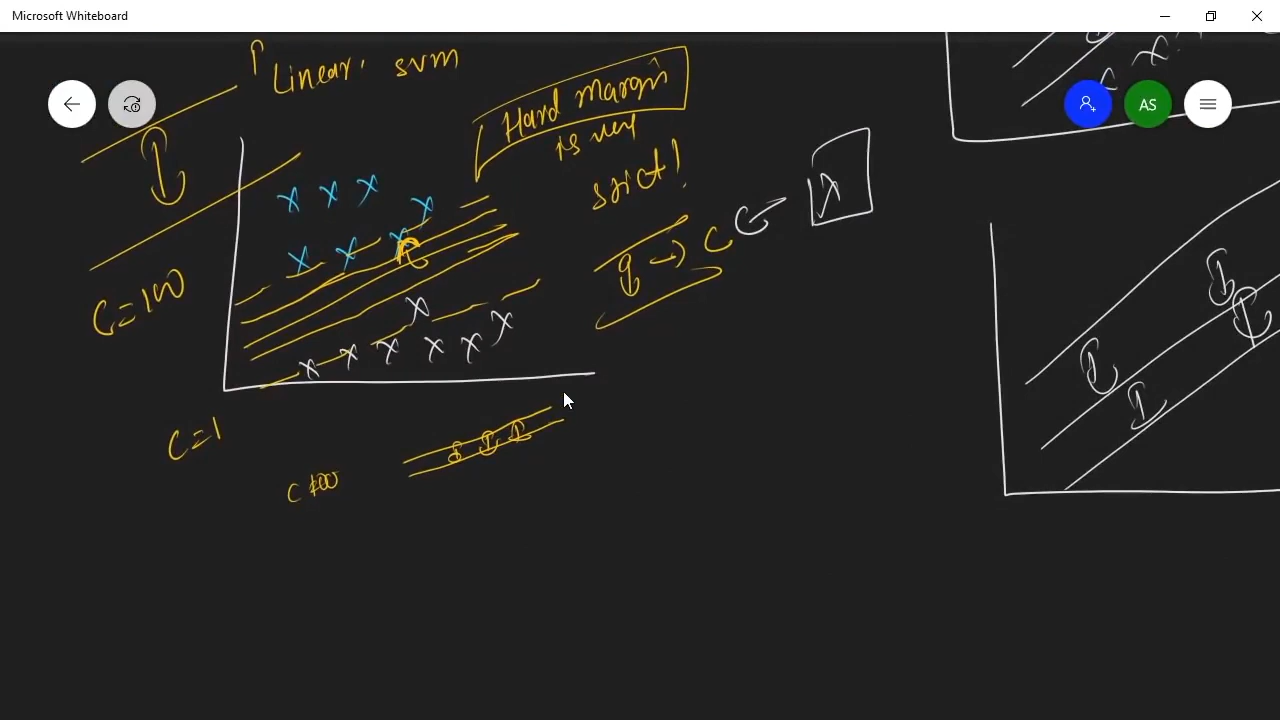 Microsoft Whiteboard
Linear svm
Hard Margin
is very
strict!
C
AS
C=100
C=1